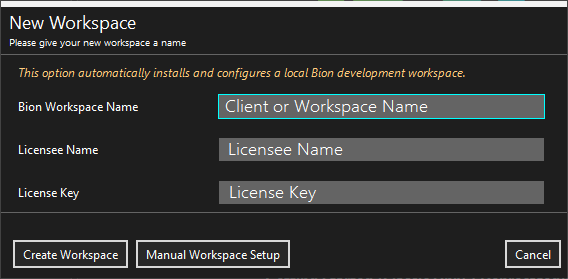 New Workspace
Please give your new workspace a name
This option automatically installs and configures a local Bion development workspace.
Bion Workspace Name Client or Workspace Name
Licensee Name Licensee Name
License Key License Key
Create Workspace Manual Workspace Setup Cancel